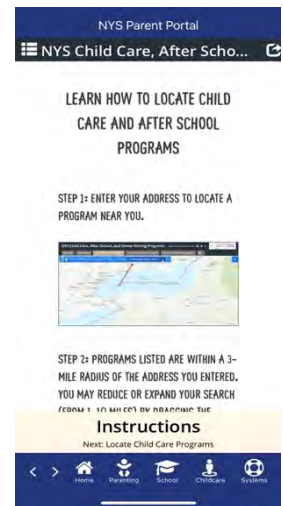 NYS Parent Portal
NYS Child Care, After Scho...
LEARN HOW TO LOCATE CHILD
CARE AND AFTER SCHOOL
PROGRAMS
STEP 1: ENTER YOUR ADDRESS TO LOCATE A
PROGRAM NEAR YOU.
STEP 2: PROGRAMS LISTED ARE WITHIN A 3-
MILE RADIUS OF THE ADDRESS YOU ENTERED.
YOU MAY REDUCE OR EXPAND YOUR SEARCH
(FROM 1-10 MILES) BY DRAGGING THE
Instructions
Next: Locate Child Care Programs
Home
Parenting
School
Childcare
Systems